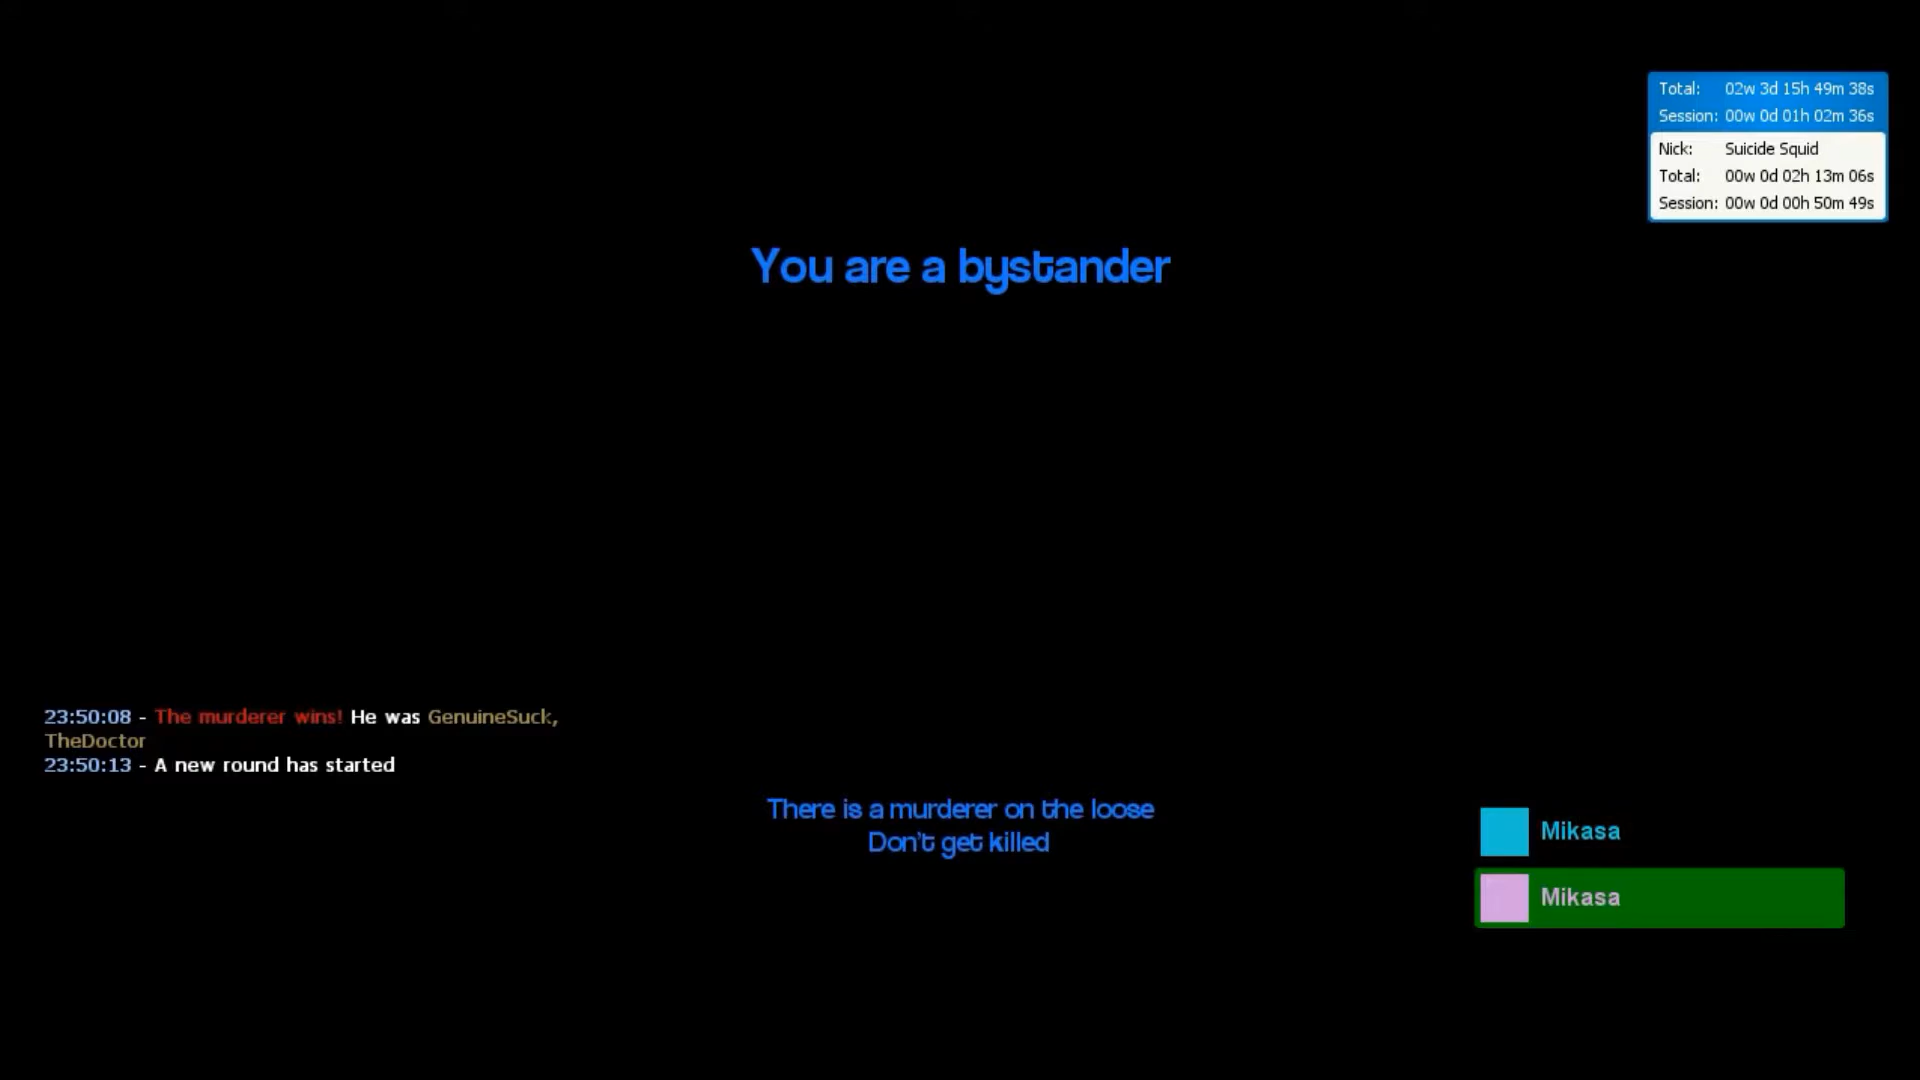 Total: 02w 3d 15h 49m 38s
Session: 00w 0d 01h 02m 36s
Nick: Suicide Squid
Total: 00w 0d 02h 13m 06s
Session: 00w 0d 00h 50m 49s
You are a bystander
23:50:08 - The murderer wins! He was GenuineSuck,
TheDoctor
23:50:13 - A new round has started
There is a murderer on the loose
Don't get killed
Mikasa
Mikasa